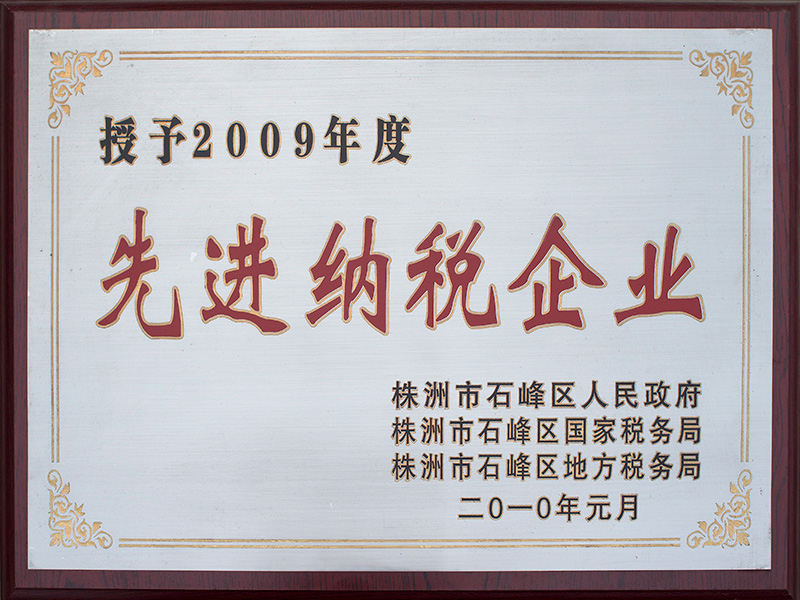 授予2009年度
先进纳税企业
株洲市石峰区人民政府
株洲市石峰区国家税务局
株洲市石峰区地方税务局
二0一0年元月